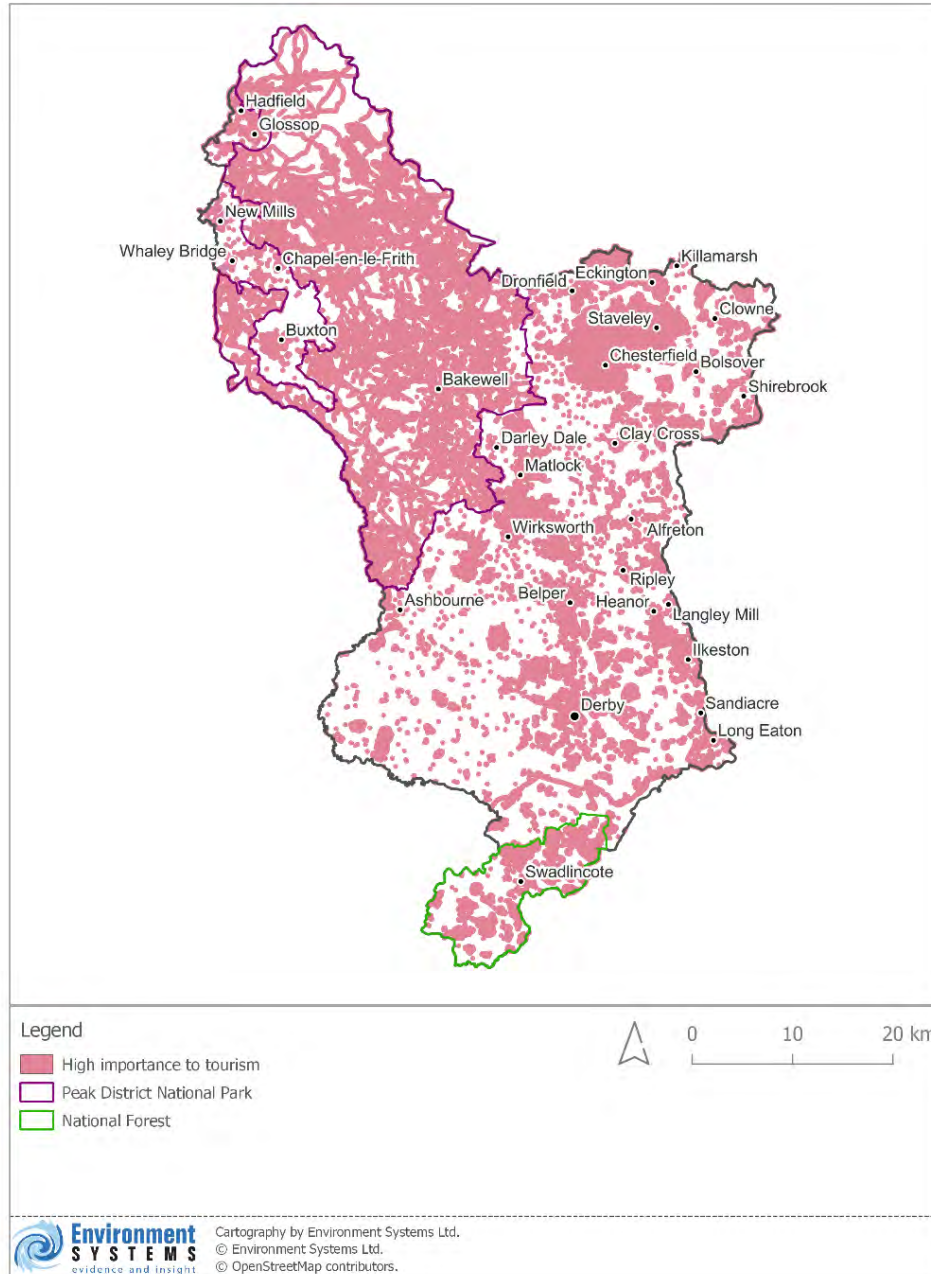 Hadfield
Glossop
New Mills
Whaley Bridge
Chapel-en-le-Frith
Killamarsh
Eckington
Dronfield
Clowne
Staveley
Buxton
Chesterfield
Bolsover
Bakewell
Shirebrook
Darley Dale
Clay Cross
Matlock
Wirksworth
Alfreton
Ripley
Ashbourne
Belper
Heanor
Langley Mill
Ilkeston
Derby
Sandiacre
Long Eaton
Swadlincote
Legend
High importance to tourism
Peak District National Park
National Forest
0 10 20 km
Environment
SYSTEMS
evidence and insight
Cartography by Environment Systems Ltd.
© Environment Systems Ltd.
© OpenStreetMap contributors.